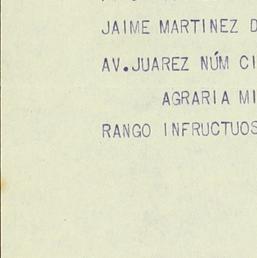 JAIME MARTINEZ D
AV.JUAREZ NÚM CI
AGRARIA MI
RANGO INFRUCTUOS